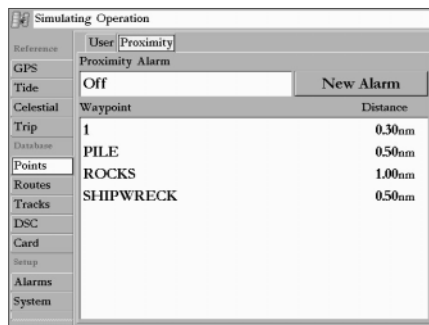 Simulating Operation
Reference
GPS
Tide
Celestial
Trip
Database
Points
Routes
Tracks
DSC
Card
Setup
Alarms
System
User Proximity
Proximity Alarm
Off New Alarm
Waypoint Distance
1 0.30nm
PILE 0.50nm
ROCKS 1.00nm
SHIPWRECK 0.50nm